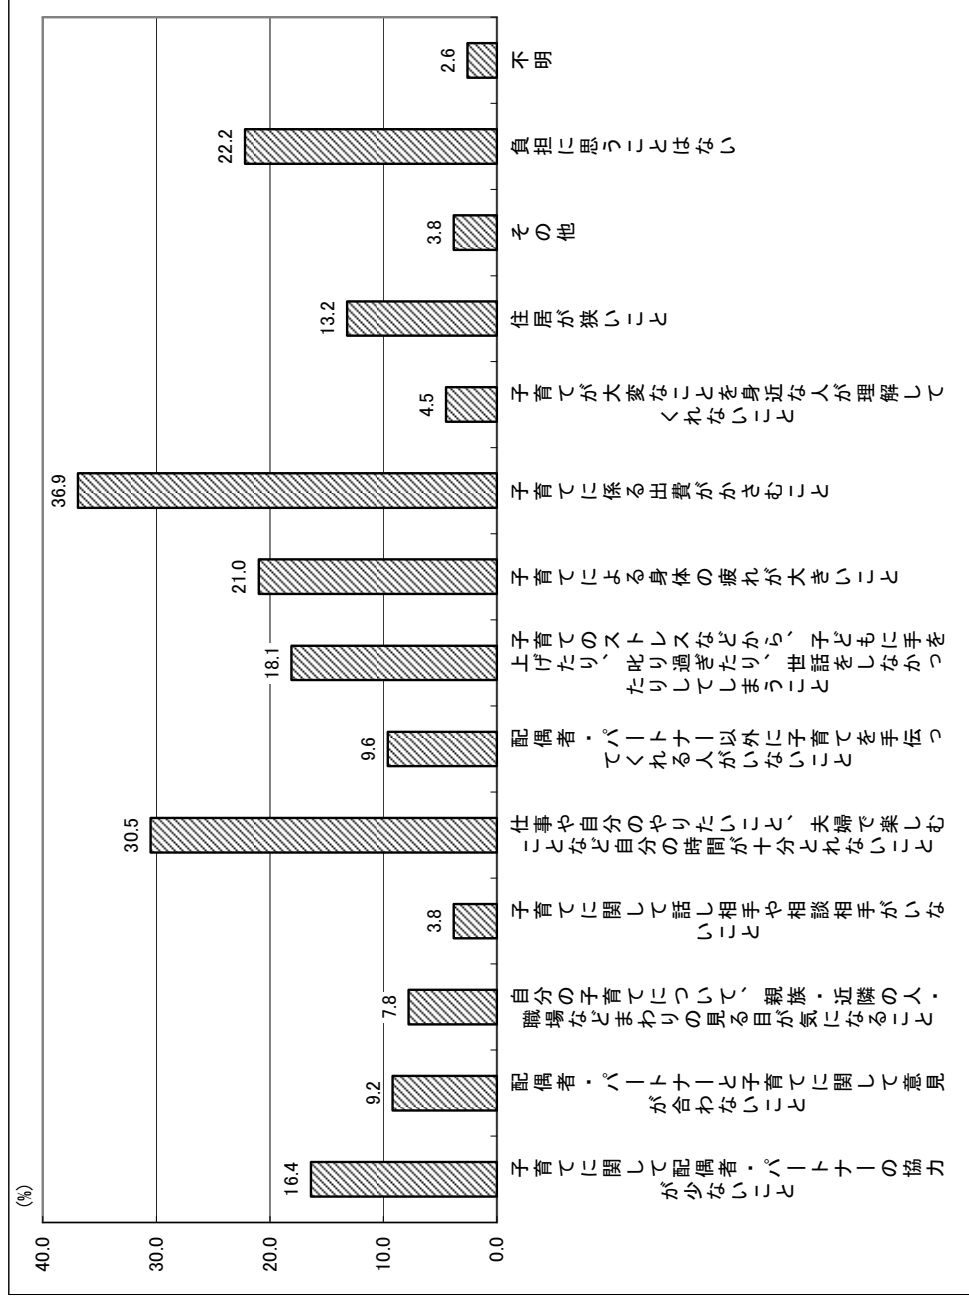 (%)
40.0
30.0
20.0
10.0
0.0
16.4
9.2
7.8
3.8
30.5
9.6
18.1
21.0
36.9
4.5
13.2
3.8
22.2
2.6
子育てに関して配偶者・パートナーの協力
が少ないこと
配偶者・パートナーと子育てに関して意見
が合わないこと
自分の子育てについて、親族・近隣の人・
職場などまわりの見る目が気になること
子育てに関して話し相手や相談相手がいな
いこと
仕事や自分のやりたいこと、夫婦で楽しむ
ことなど自分の時間が十分とれないこと
配偶者・パートナー以外に子育てを手伝っ
てくれる人がいないこと
子育てのストレスなどから、子どもに手を
上げたり、叱り過ぎたり、世話をしなかっ
たりしてしまうこと
子育てによる身体の疲れが大きいこと
子育てに係る出費がかさむこと
子育てが大変なことを身近な人が理解して
くれないこと
住居が狭いこと
その他
負担に思うことはない
不明